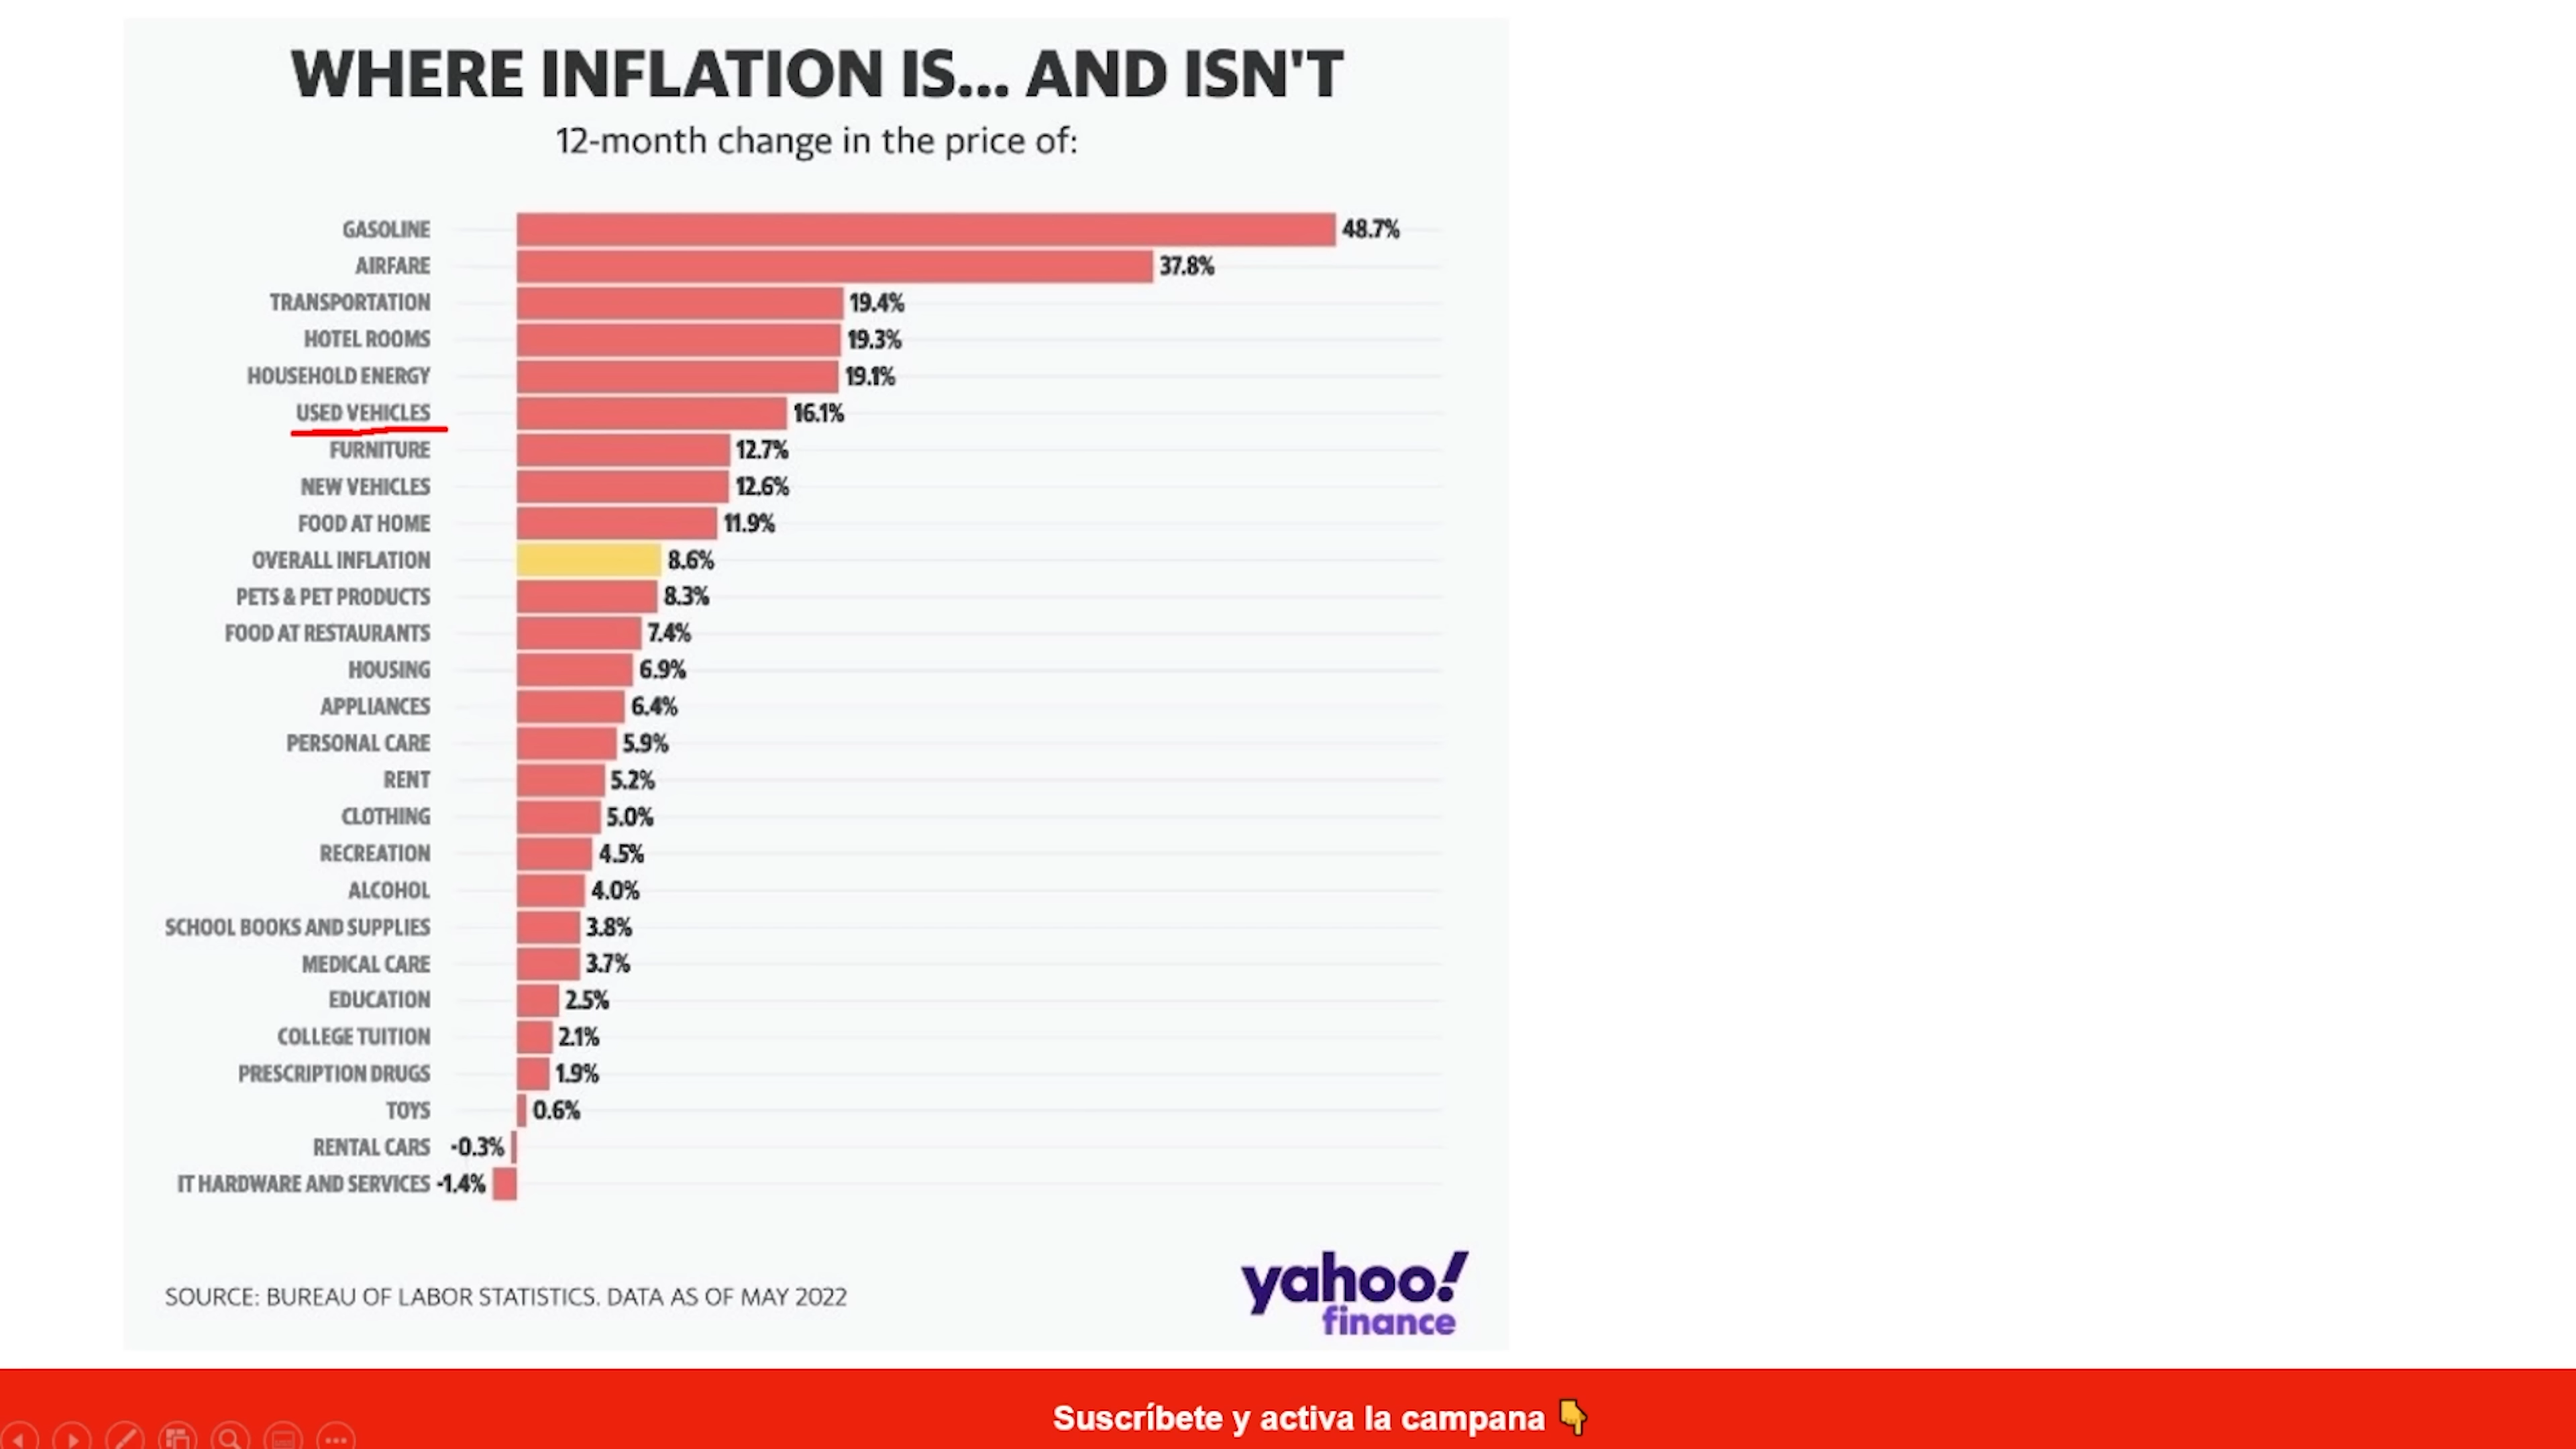 WHERE INFLATION IS... AND ISN'T
12-month change in the price of:
GASOLINE 48.7%
AIRFARE 37.8%
TRANSPORTATION 19.4%
HOTEL ROOMS 19.3%
HOUSEHOLD ENERGY 19.1%
USED VEHICLES 16.1%
FURNITURE 12.7%
NEW VEHICLES 12.6%
FOOD AT HOME 11.9%
OVERALL INFLATION 8.6%
PETS & PET PRODUCTS 8.3%
FOOD AT RESTAURANTS 7.4%
HOUSING 6.9%
APPLIANCES 6.4%
PERSONAL CARE 5.9%
RENT 5.2%
CLOTHING 5.0%
RECREATION 4.5%
ALCOHOL 4.0%
SCHOOL BOOKS AND SUPPLIES 3.8%
MEDICAL CARE 3.7%
EDUCATION 2.5%
COLLEGE TUITION 2.1%
PRESCRIPTION DRUGS 1.9%
TOYS 0.6%
RENTAL CARS -0.3%
IT HARDWARE AND SERVICES -1.4%
SOURCE: BUREAU OF LABOR STATISTICS. DATA AS OF MAY 2022
yahoo!
finance
Suscríbete y activa la campana 👇